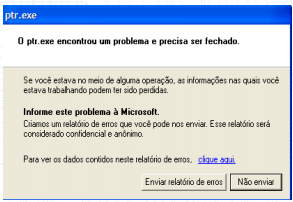 ptr.exe
O ptr.exe encontrou um problema e precisa ser fechado.
Se você estava no meio de alguma operação, as informações nas quais você
estava trabalhando podem ter sido perdidas.
Informe este problema à Microsoft.
Criamos um relatório de erros que você pode nos enviar. Esse relatório será
considerado confidencial e anônimo.
Para ver os dados contidos neste relatório de erros, clique aqui.
Enviar relatório de erros Não enviar